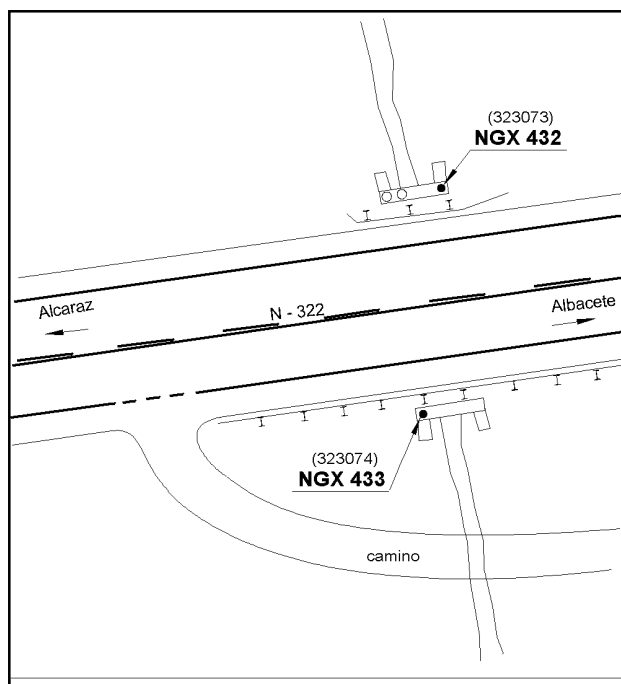 (323073)
NGX 432
Alcaraz
N - 322
Albacete
(323074)
NGX 433
camino